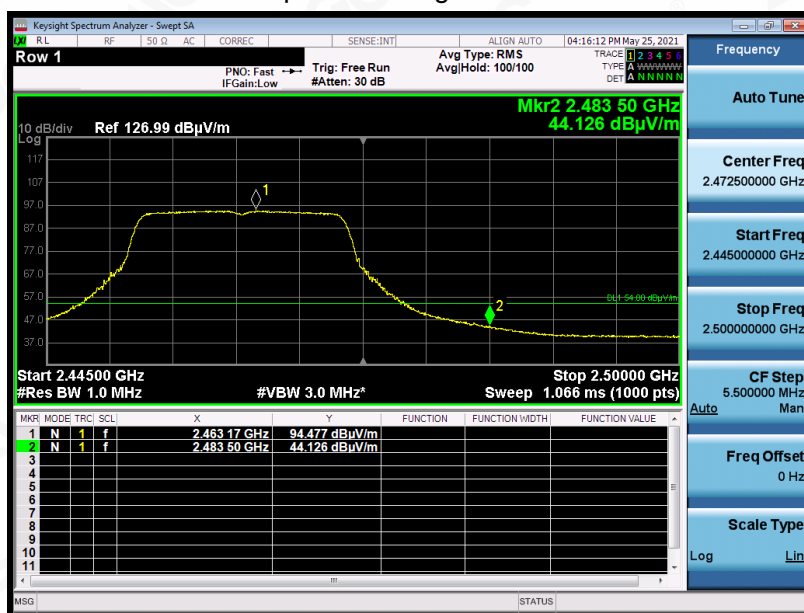 Keysight Spectrum Analyzer - Swept SA
LXI RL RF 50 Ω AC CORREC SENSE:INT ALIGN AUTO 04:16:12 PM May 25, 2021
Row 1
PNO: Fast
IFGain:Low
Trig: Free Run
#Atten: 30 dB
Avg Type: RMS
Avg|Hold: 100/100
TRACE 1 2 3 4 5 6
TYPE A WWWWW
DET A N N N N N
Mkr2 2.483 50 GHz
44.126 dBµV/m
10 dB/div Ref 126.99 dBµV/m
Log
117
107
97.0
87.0
77.0
67.0
57.0
47.0
37.0
1
2
DL1 54.00 dBµV/m
Start 2.44500 GHz Stop 2.50000 GHz
#Res BW 1.0 MHz #VBW 3.0 MHz* Sweep 1.066 ms (1000 pts)
MKR MODE TRC SCL X Y FUNCTION FUNCTION WIDTH FUNCTION VALUE
1 N 1 f 2.463 17 GHz 94.477 dBµV/m
2 N 1 f 2.483 50 GHz 44.126 dBµV/m
3
4
5
6
7
8
9
10
11
MSG STATUS
Frequency
Auto Tune
Center Freq
2.472500000 GHz
Start Freq
2.445000000 GHz
Stop Freq
2.500000000 GHz
CF Step
5.500000 MHz
Auto Man
Freq Offset
0 Hz
Scale Type
Log Lin